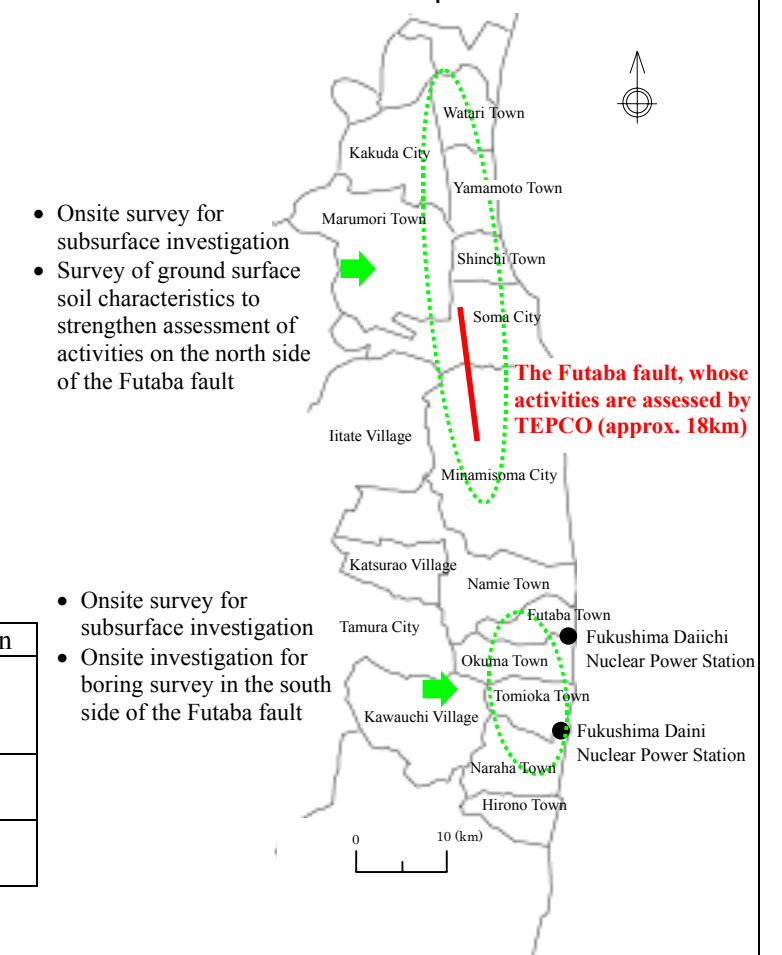 Watari Town
Kakuda City
Yamamoto Town
• Onsite survey for
subsurface investigation
• Survey of ground surface
soil characteristics to
strengthen assessment of
activities on the north side
of the Futaba fault
Marumori Town
Shinchi Town
Soma City
The Futaba fault, whose
activities are assessed by
TEPCO (approx. 18km)
Iitate Village
Minamisoma City
Katsurao Village
Namie Town
• Onsite survey for
subsurface investigation
• Onsite investigation for
boring survey in the south
side of the Futaba fault
Futaba Town
Tamura City
Fukushima Daiichi
Nuclear Power Station
Okuma Town
Tomioka Town
Kawauchi Village
Fukushima Daini
Nuclear Power Station
Naraha Town
Hirono Town
0 10 (km)
n